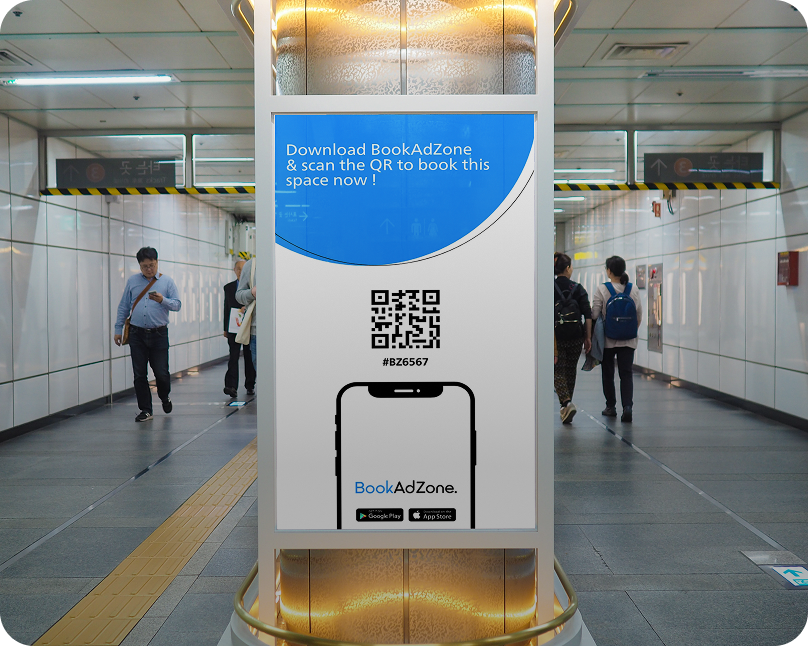 Download BookAdZone
& scan the QR to book this
space now !
#BZ6567
BookAdZone.
Google Play
App Store